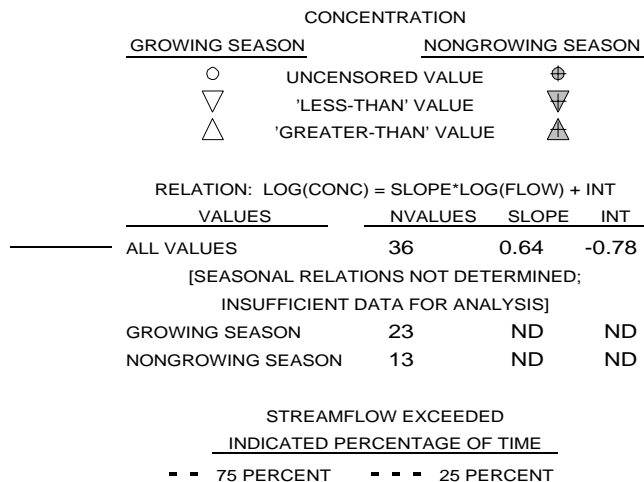 CONCENTRATION
GROWING SEASON NONGROWING SEASON
UNCENSORED VALUE
'LESS-THAN' VALUE
'GREATER-THAN' VALUE
RELATION: LOG(CONC) = SLOPE*LOG(FLOW) + INT
VALUES NVALUES SLOPE INT
ALL VALUES 36 0.64 -0.78
[SEASONAL RELATIONS NOT DETERMINED;
INSUFFICIENT DATA FOR ANALYSIS]
GROWING SEASON 23 ND ND
NONGROWING SEASON 13 ND ND
STREAMFLOW EXCEEDED
INDICATED PERCENTAGE OF TIME
75 PERCENT 25 PERCENT